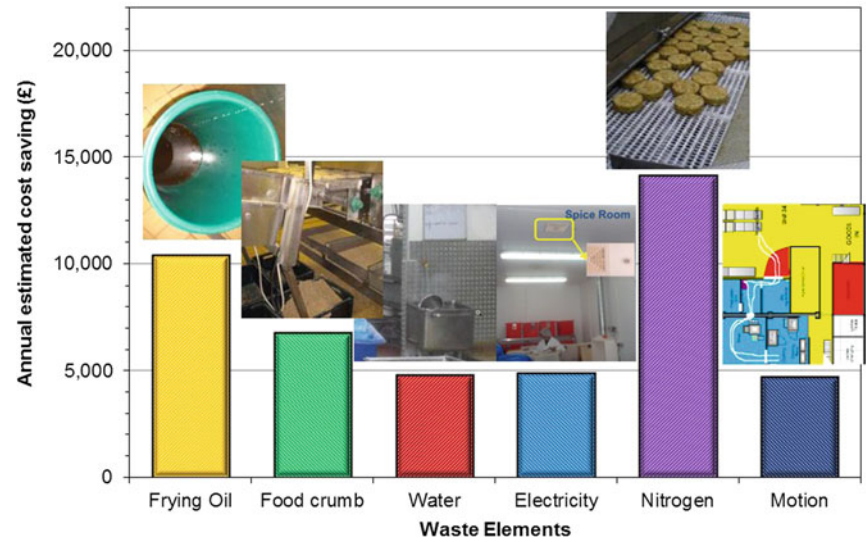 Annual estimated cost saving (£)
20,000
15,000
10,000
5,000
0
Spice Room
Frying Oil
Food crumb
Water
Electricity
Nitrogen
Motion
Waste Elements